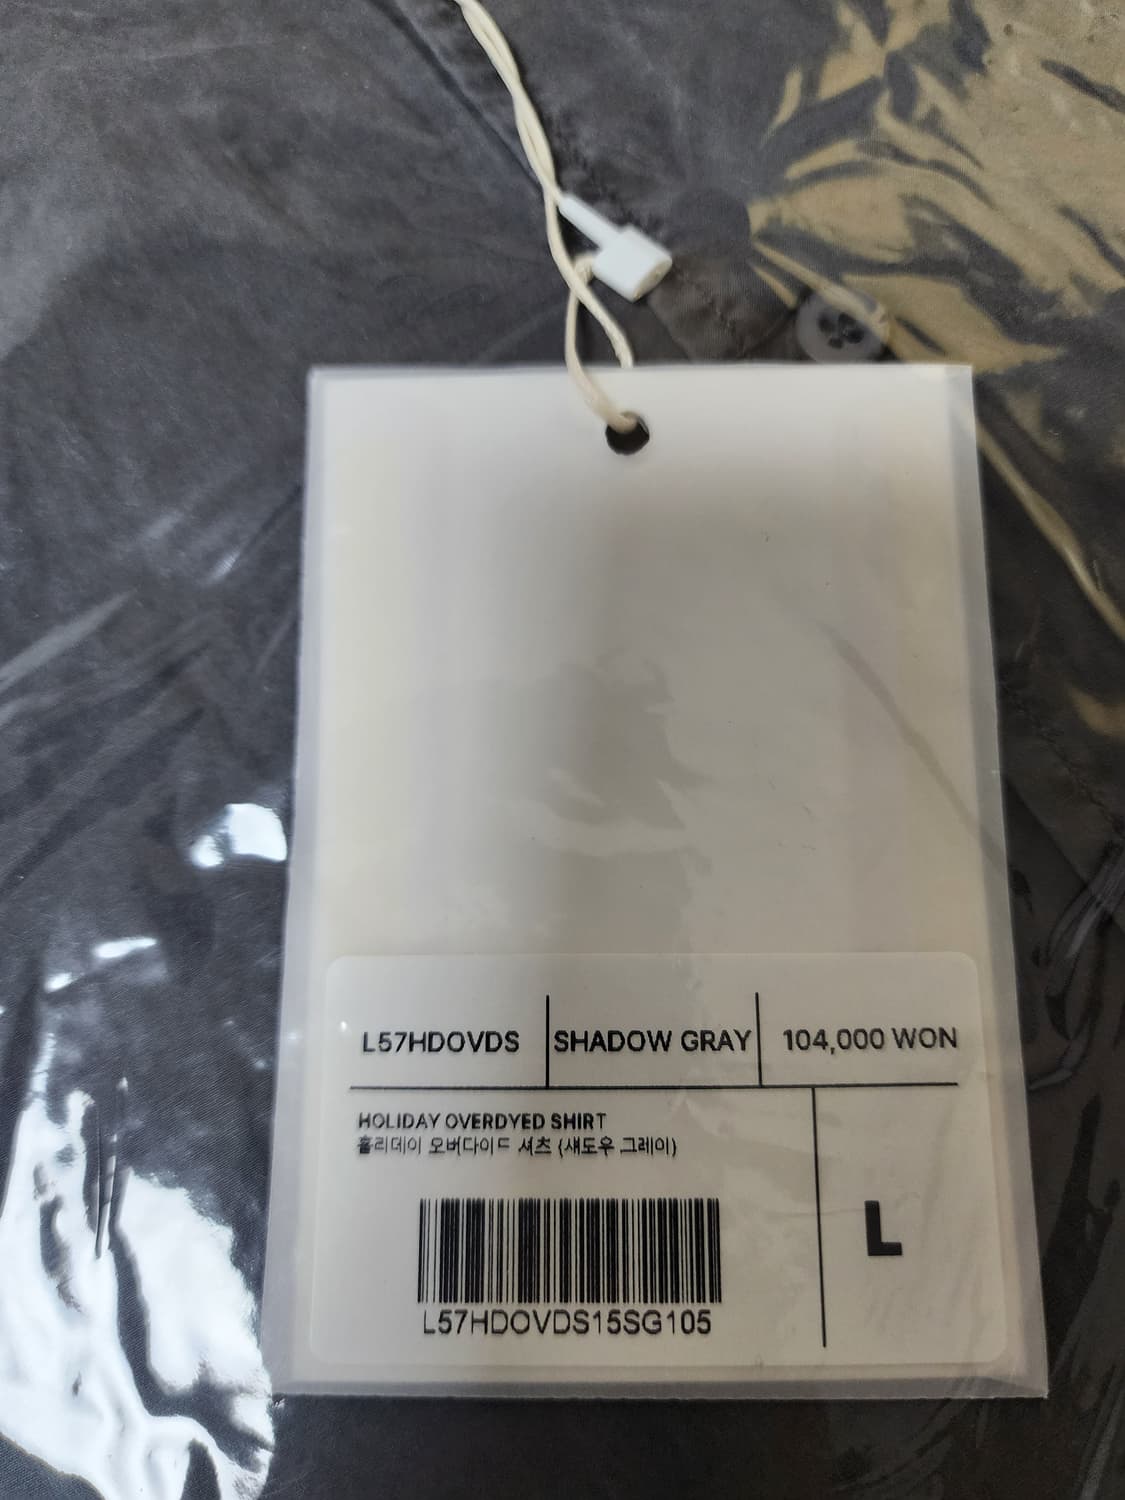 L57HDOVDS SHADOW GRAY 104,000 WON
HOLIDAY OVERDYED SHIRT
홀리데이 오버다이드 셔츠 (섀도우 그레이)
L
L57HDOVDS15SG105